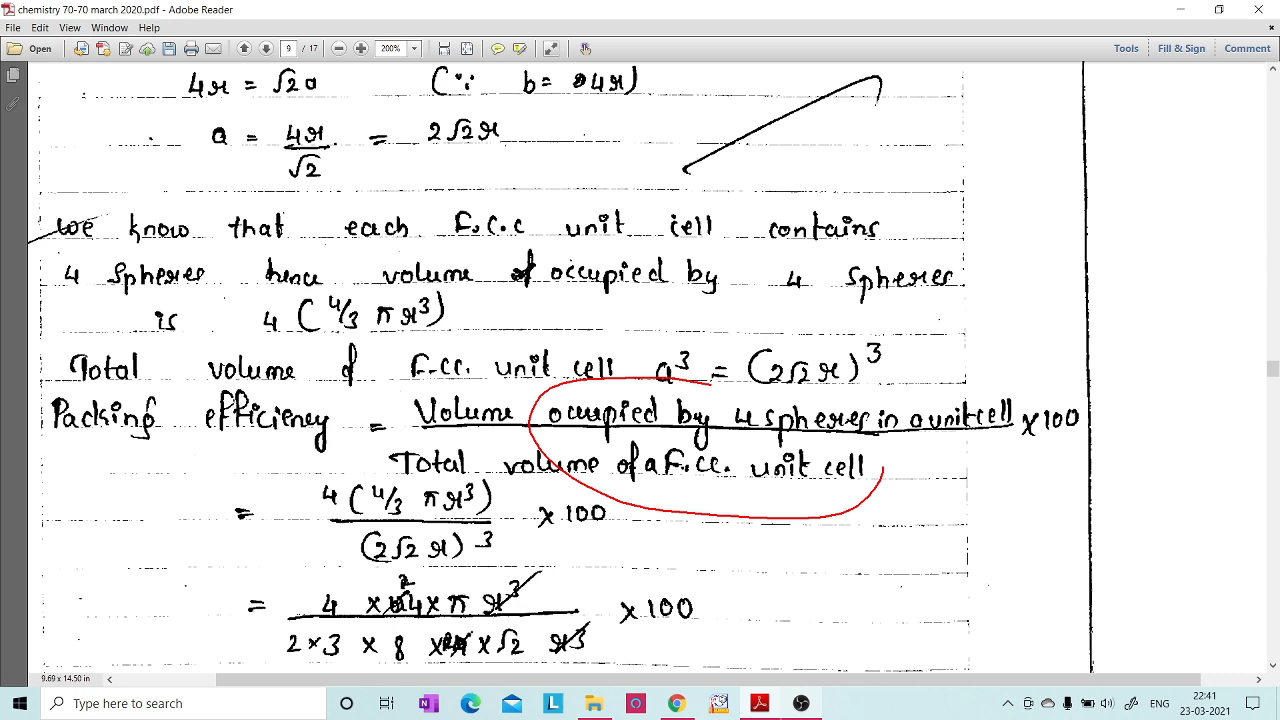 chemistry 70-70 march 2020.pdf - Adobe Reader
File Edit View Window Help
Open 9 / 17 200% Tools Fill & Sign Comment
4r = √2a (∵ b = 4r)
∴ a = 4r/√2 = 2√2r
We know that each F.C.C unit cell contains
4 spheres hence volume of occupied by 4 spheres
is 4 (4/3 πr³)
Total volume of F.CC. unit cell a³ = (2√2 r)³
Packing efficiency = Volume occupied by 4 spheres in a unit cell × 100
Total volume of a F.cc. unit cell
= 4 (4/3 πr³) × 100
(2√2 r)³
= 4 × 4 × π r³ × 100
2 × 3 × 8 × √2 r³
9.69 x 14.50 in
Type here to search
ENG 22:41
23-03-2021